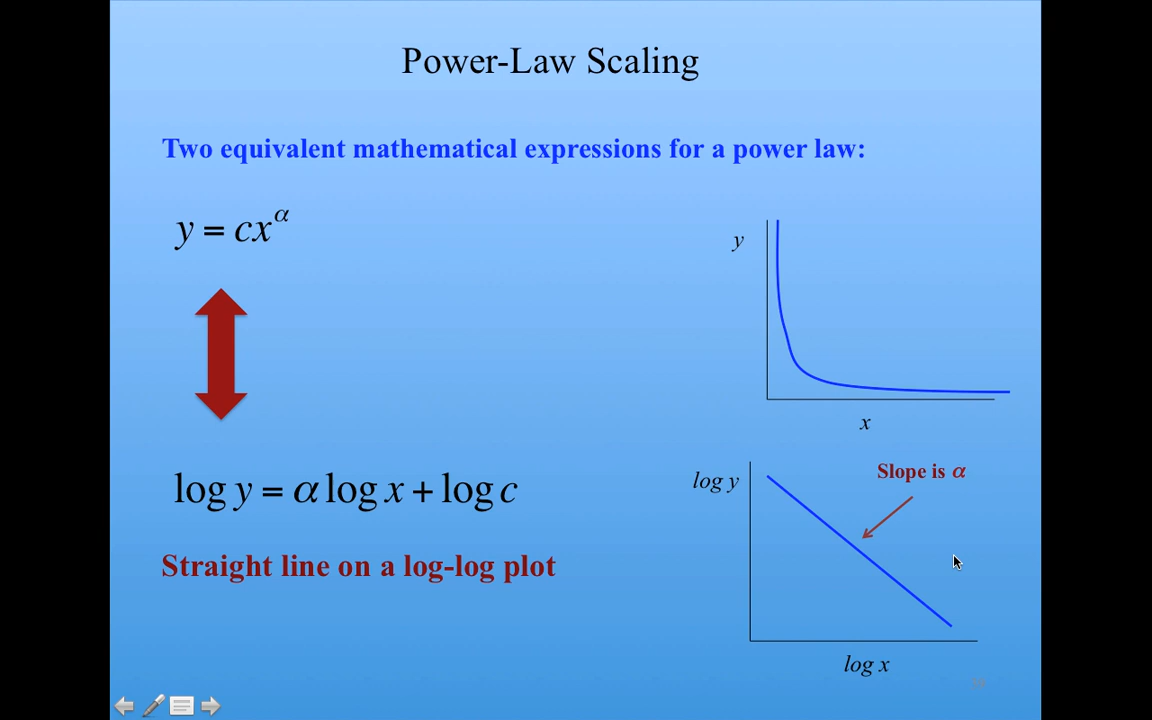 Power-Law Scaling
Two equivalent mathematical expressions for a power law:
y = cx^α
y
x
log y = α log x + log c
Straight line on a log-log plot
log y
Slope is α
log x